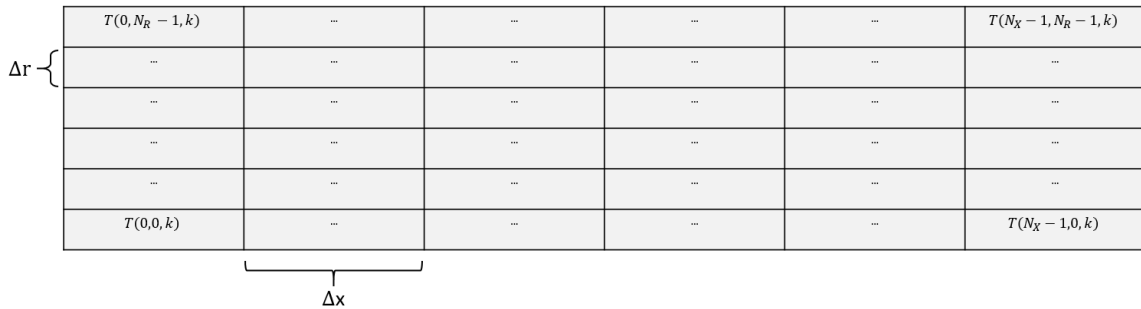 T(0, N_R − 1, k) ... ... ... ... T(N_X − 1, N_R − 1, k)
Δr
... ... ... ... ... ...
... ... ... ... ... ...
... ... ... ... ... ...
... ... ... ... ... ...
T(0,0, k) ... ... ... ... T(N_X − 1,0, k)
Δx